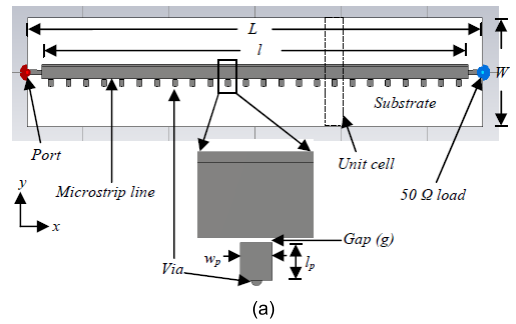 L
l
W
Substrate
Port
Microstrip line
Unit cell
50 Ω load
y
x
Gap (g)
wp
lp
Via
(a)